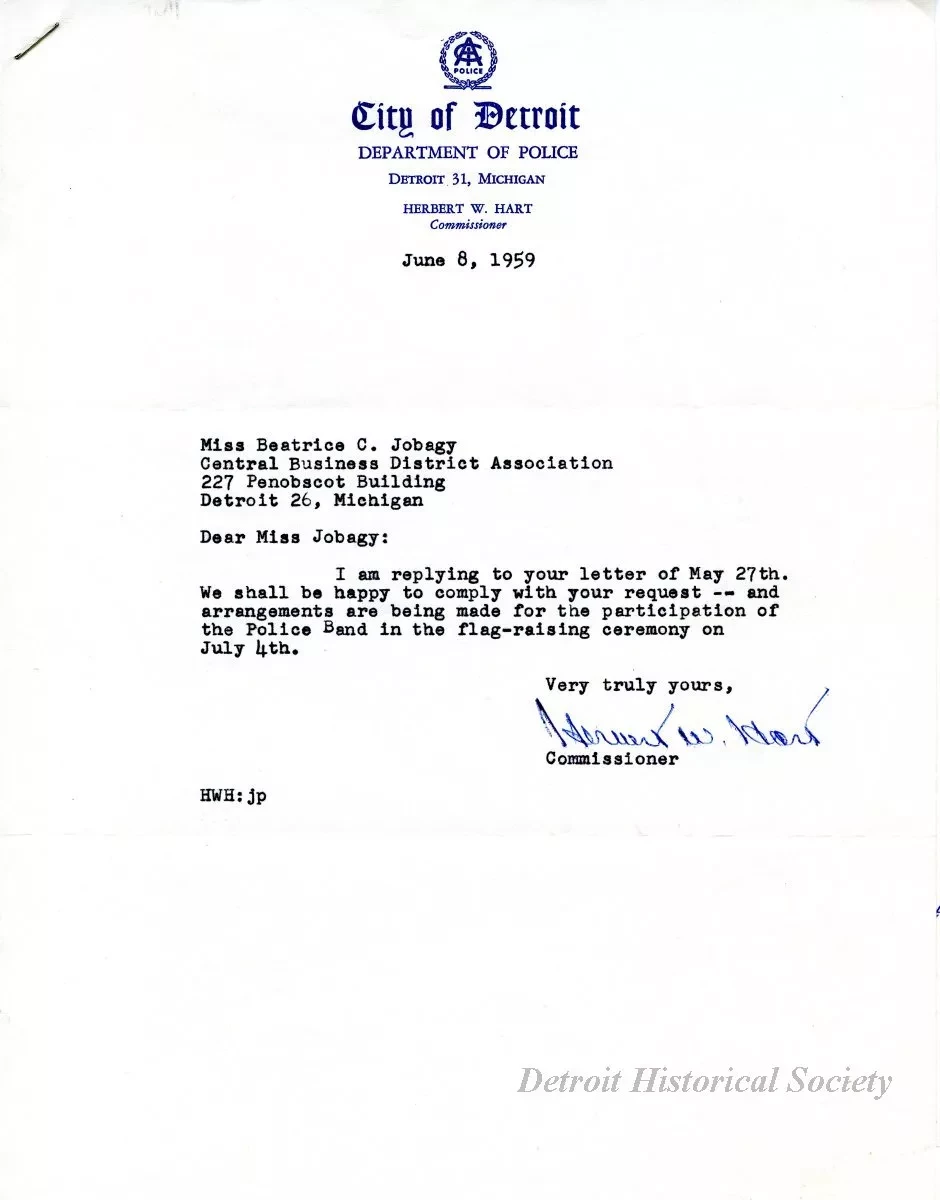 POLICE
City of Detroit
DEPARTMENT OF POLICE
DETROIT 31, MICHIGAN
HERBERT W. HART
Commissioner
June 8, 1959
Miss Beatrice C. Jobagy
Central Business District Association
227 Penobscot Building
Detroit 26, Michigan
Dear Miss Jobagy:
I am replying to your letter of May 27th.
We shall be happy to comply with your request -- and
arrangements are being made for the participation of
the Police Band in the flag-raising ceremony on
July 4th.
Very truly yours,
Herbert W. Hart
Commissioner
HWH:jp
Detroit Historical Society